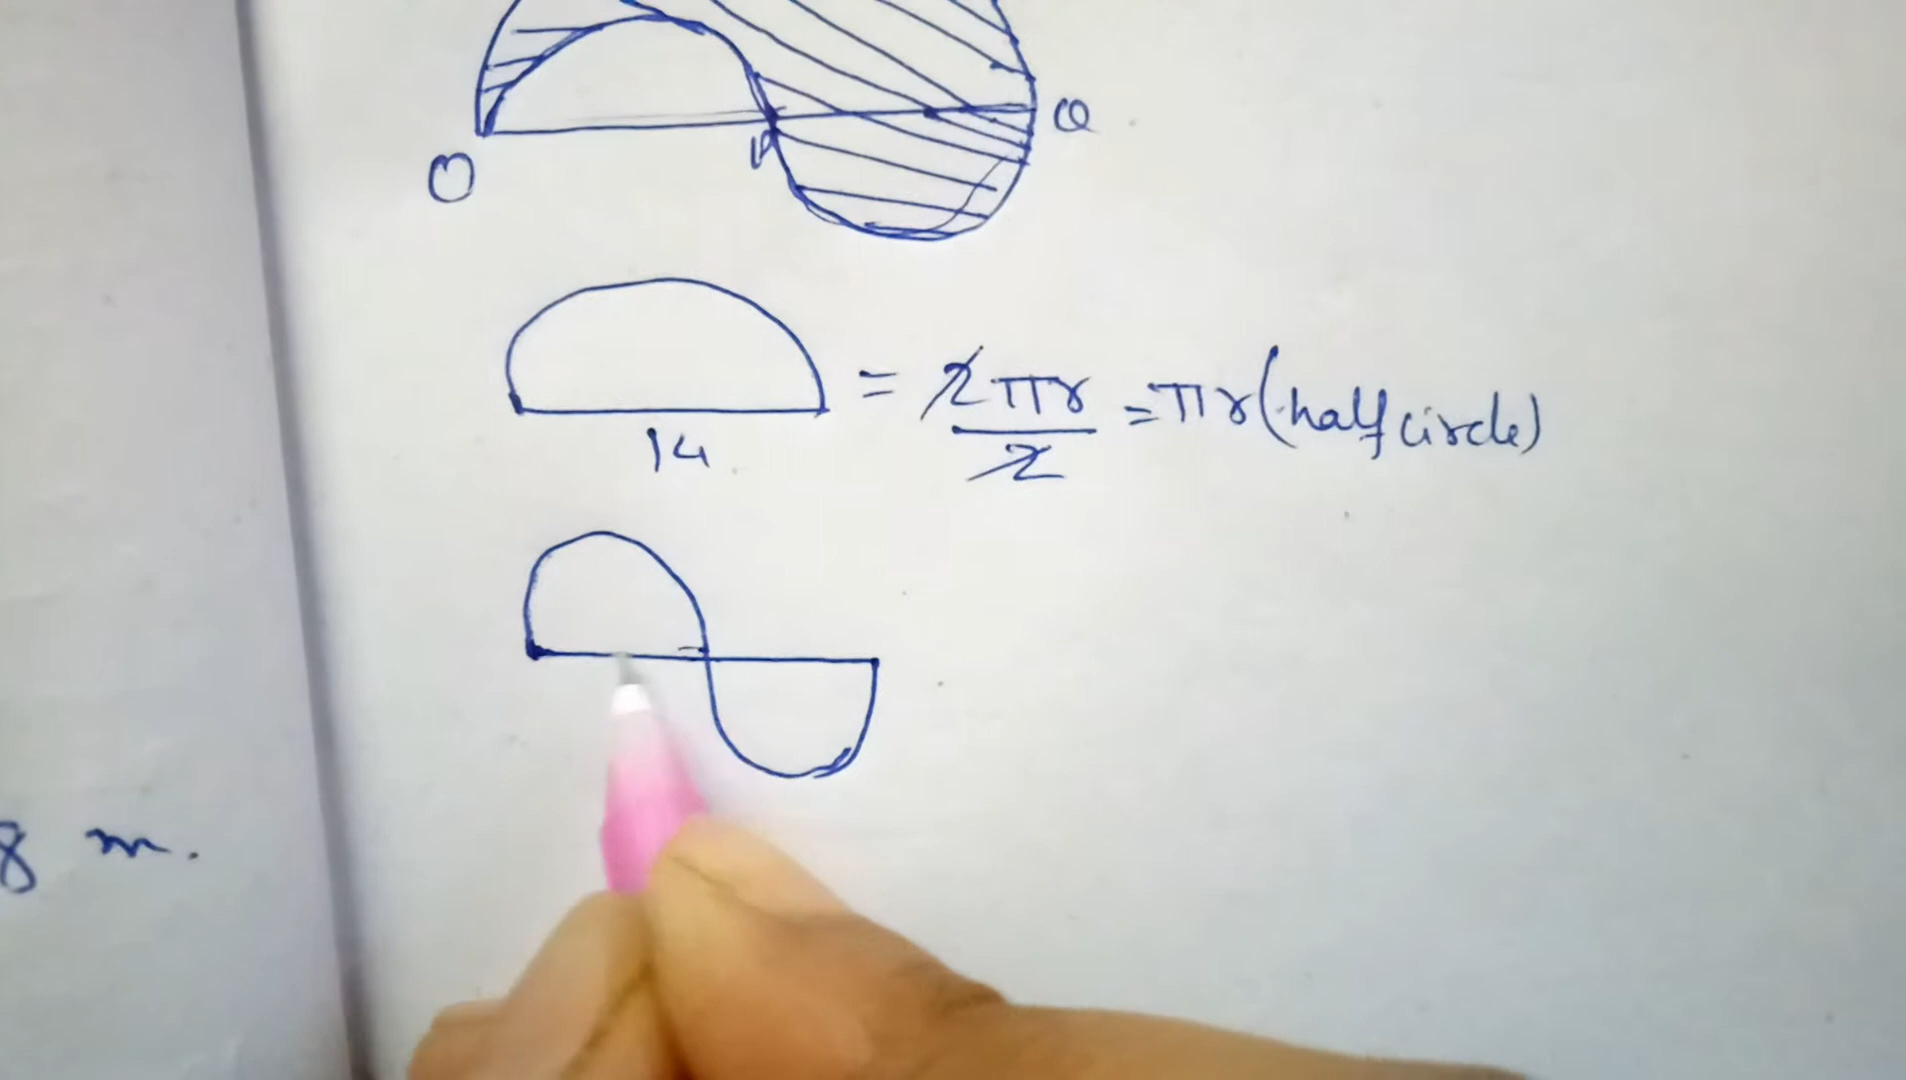 Q
P
O
= 2πr/2 = πr (half circle)
14
8 m.